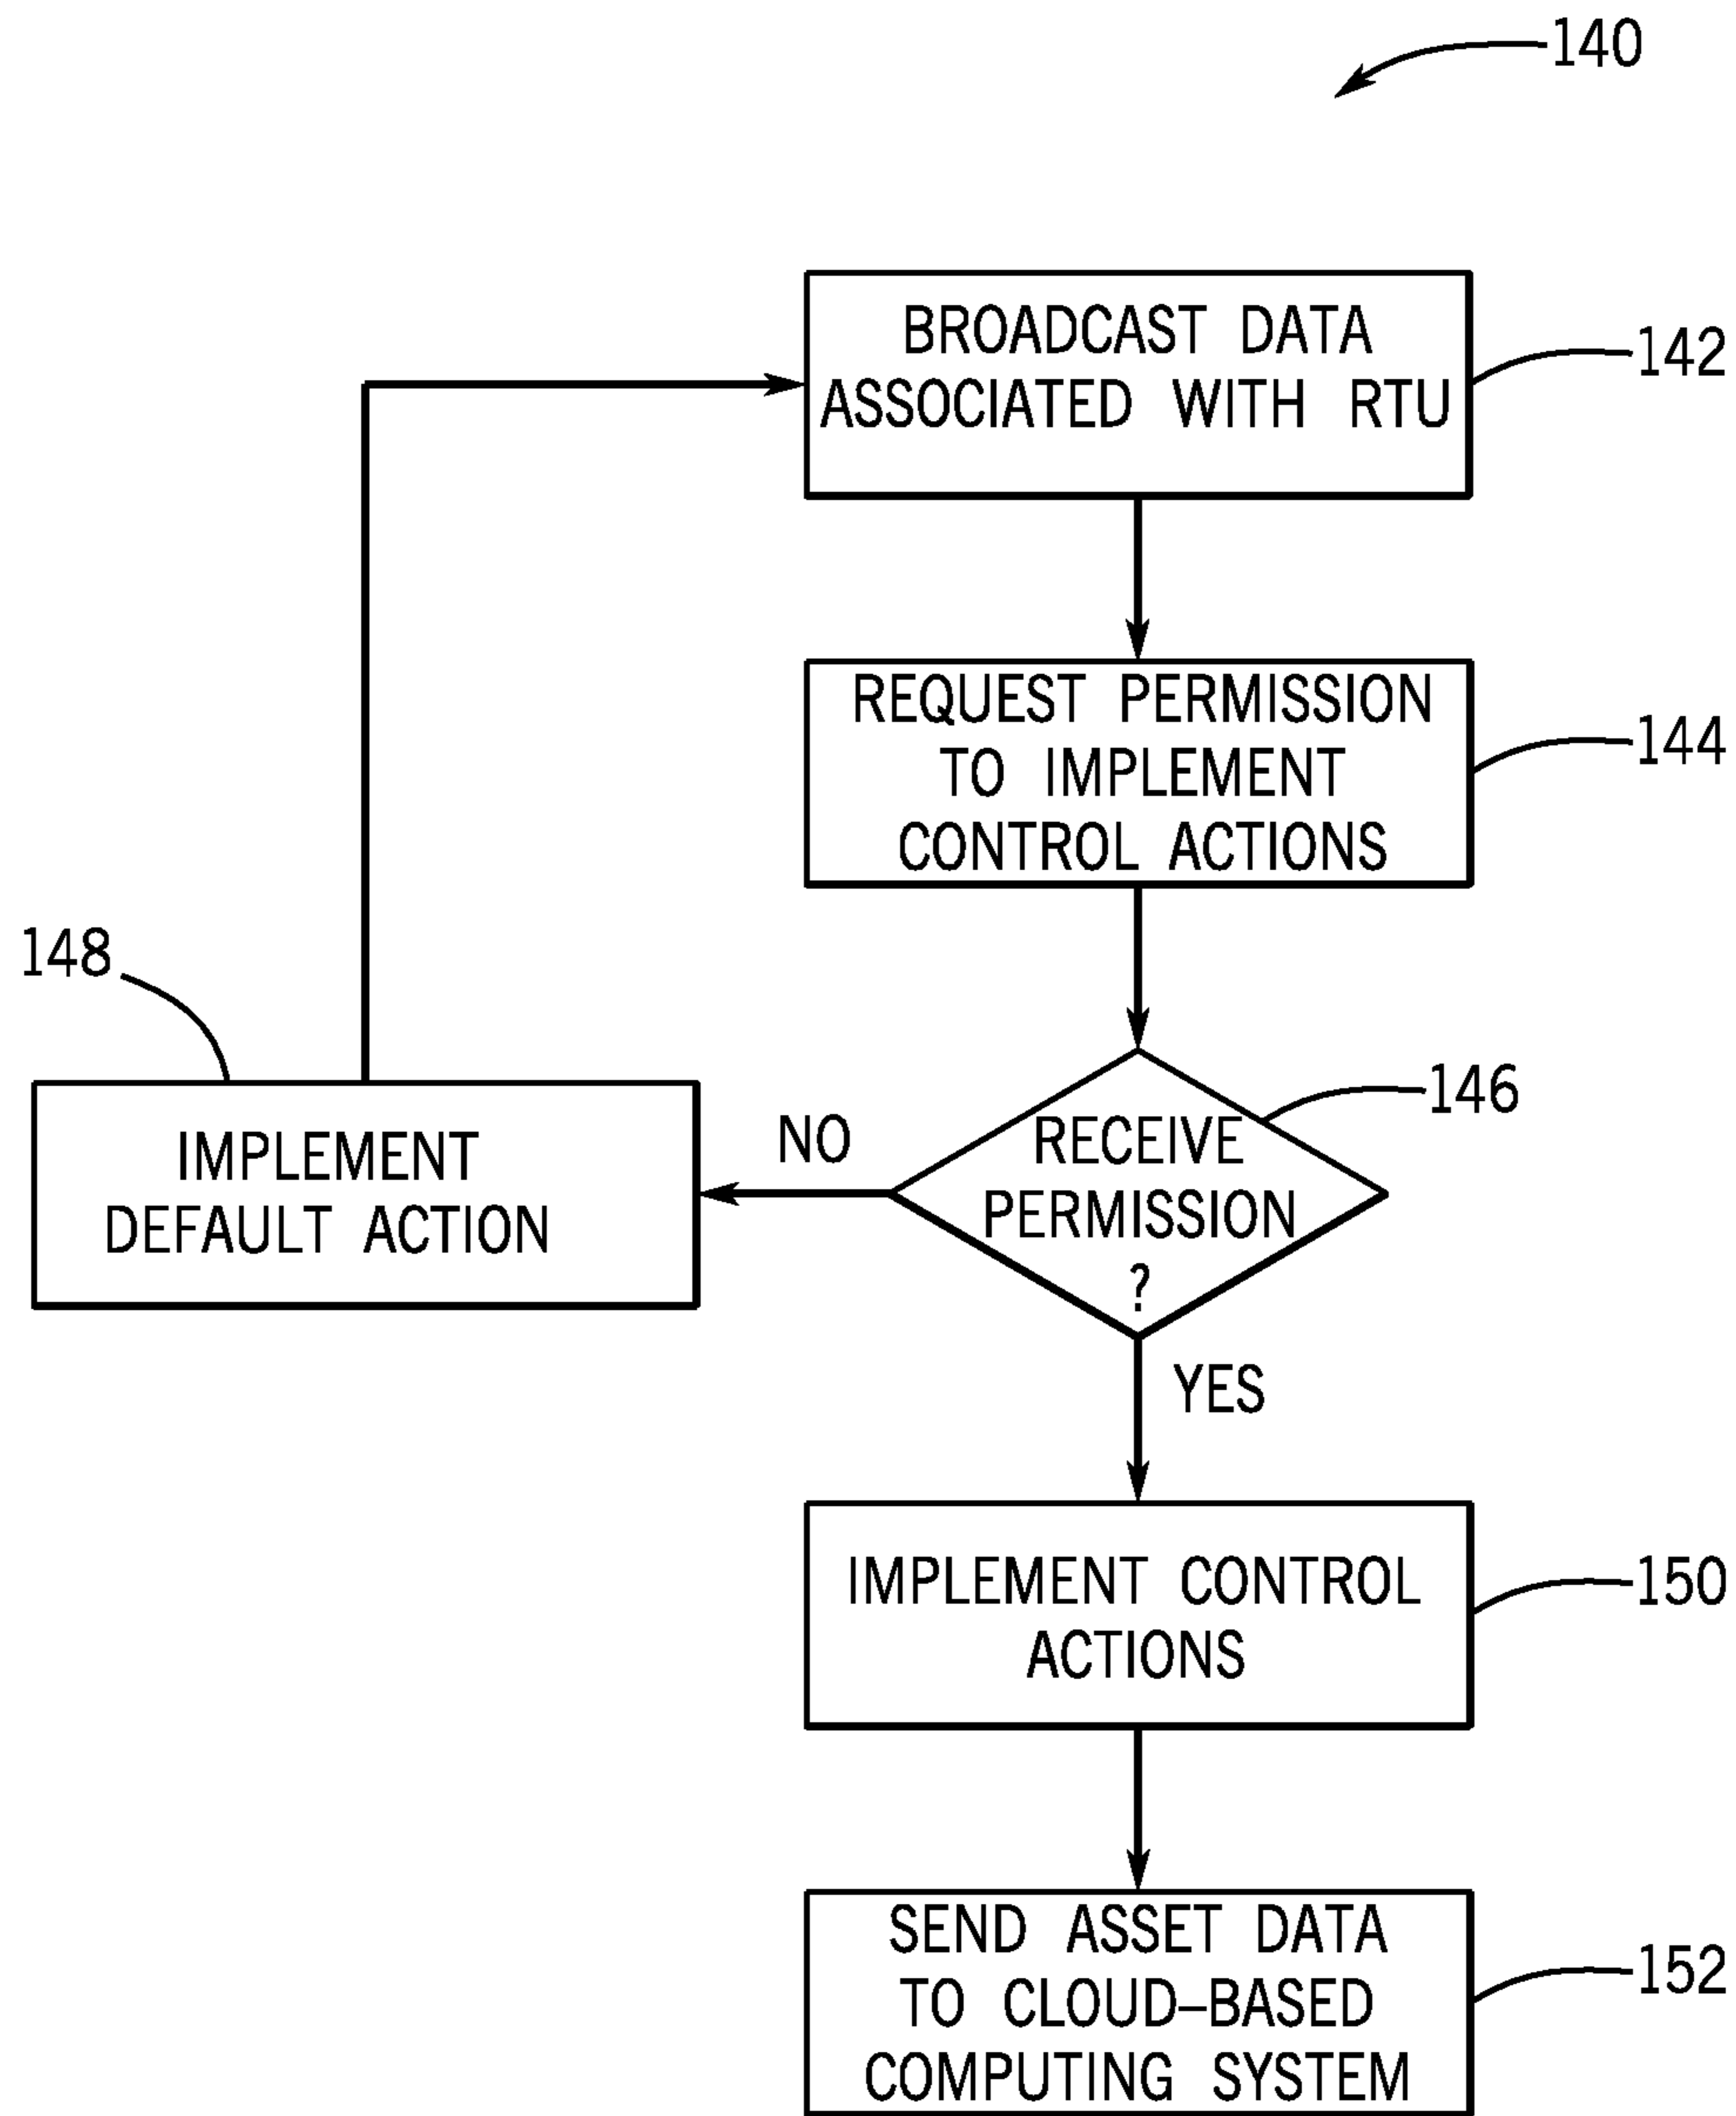 140
BROADCAST DATA
ASSOCIATED WITH RTU
142
REQUEST PERMISSION
TO IMPLEMENT
CONTROL ACTIONS
144
148
146
RECEIVE
PERMISSION
?
NO
IMPLEMENT
DEFAULT ACTION
YES
IMPLEMENT CONTROL
ACTIONS
150
SEND ASSET DATA
TO CLOUD-BASED
COMPUTING SYSTEM
152